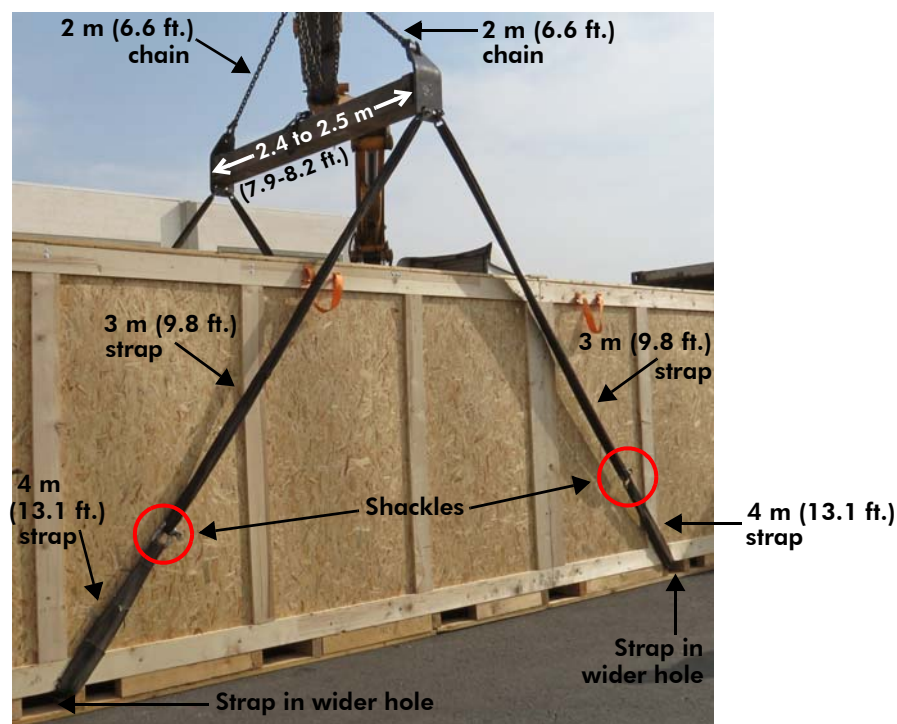 2 m (6.6 ft.)
chain
2 m (6.6 ft.)
chain
2.4 to 2.5 m
(7.9-8.2 ft.)
3 m (9.8 ft.)
strap
3 m (9.8 ft.)
strap
4 m
(13.1 ft.)
strap
Shackles
4 m (13.1 ft.)
strap
Strap in
wider hole
Strap in wider hole